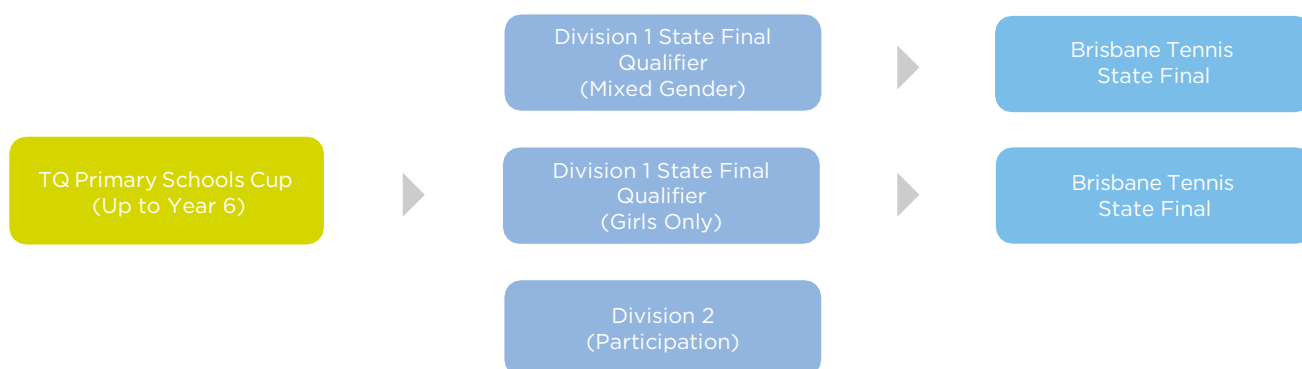 Division 1 State Final
Qualifier
(Mixed Gender)
Brisbane Tennis
State Final
TQ Primary Schools Cup
(Up to Year 6)
Division 1 State Final
Qualifier
(Girls Only)
Brisbane Tennis
State Final
Division 2
(Participation)